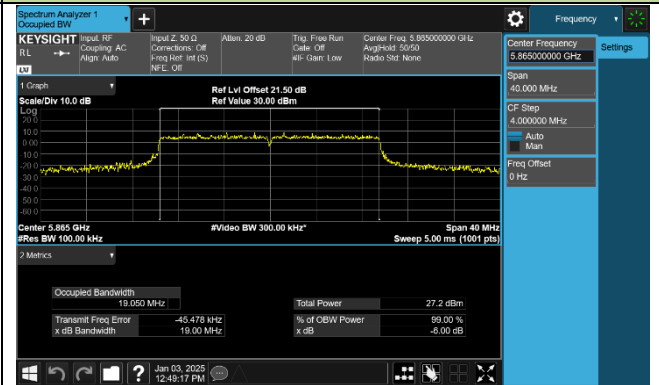 Spectrum Analyzer 1
Occupied BW
+
Frequency
KEYSIGHT
RL
LXI
Input: RF
Coupling: AC
Align: Auto
Input Z: 50 Ω
Corrections: Off
Freq Ref: Int (S)
NFE: Off
Atten: 20 dB
Trig: Free Run
Gate: Off
#IF Gain: Low
Center Freq: 5.865000000 GHz
Avg|Hold: 50/50
Radio Std: None
Center Frequency
5.865000000 GHz
Settings
Span
40.000 MHz
CF Step
4.000000 MHz
Auto
Man
Freq Offset
0 Hz
1 Graph
Scale/Div 10.0 dB
Ref Lvl Offset 21.50 dB
Ref Value 30.00 dBm
Log
20.0
10.0
0.00
-10.0
-20.0
-30.0
-40.0
-50.0
-60.0
Center 5.865 GHz
#Video BW 300.00 kHz*
Span 40 MHz
#Res BW 100.00 kHz
Sweep 5.00 ms (1001 pts)
2 Metrics
Occupied Bandwidth
19.050 MHz
Total Power 27.2 dBm
Transmit Freq Error -45.478 kHz
% of OBW Power 99.00 %
x dB Bandwidth 19.00 MHz
x dB -6.00 dB
?
Jan 03, 2025
12:49:17 PM